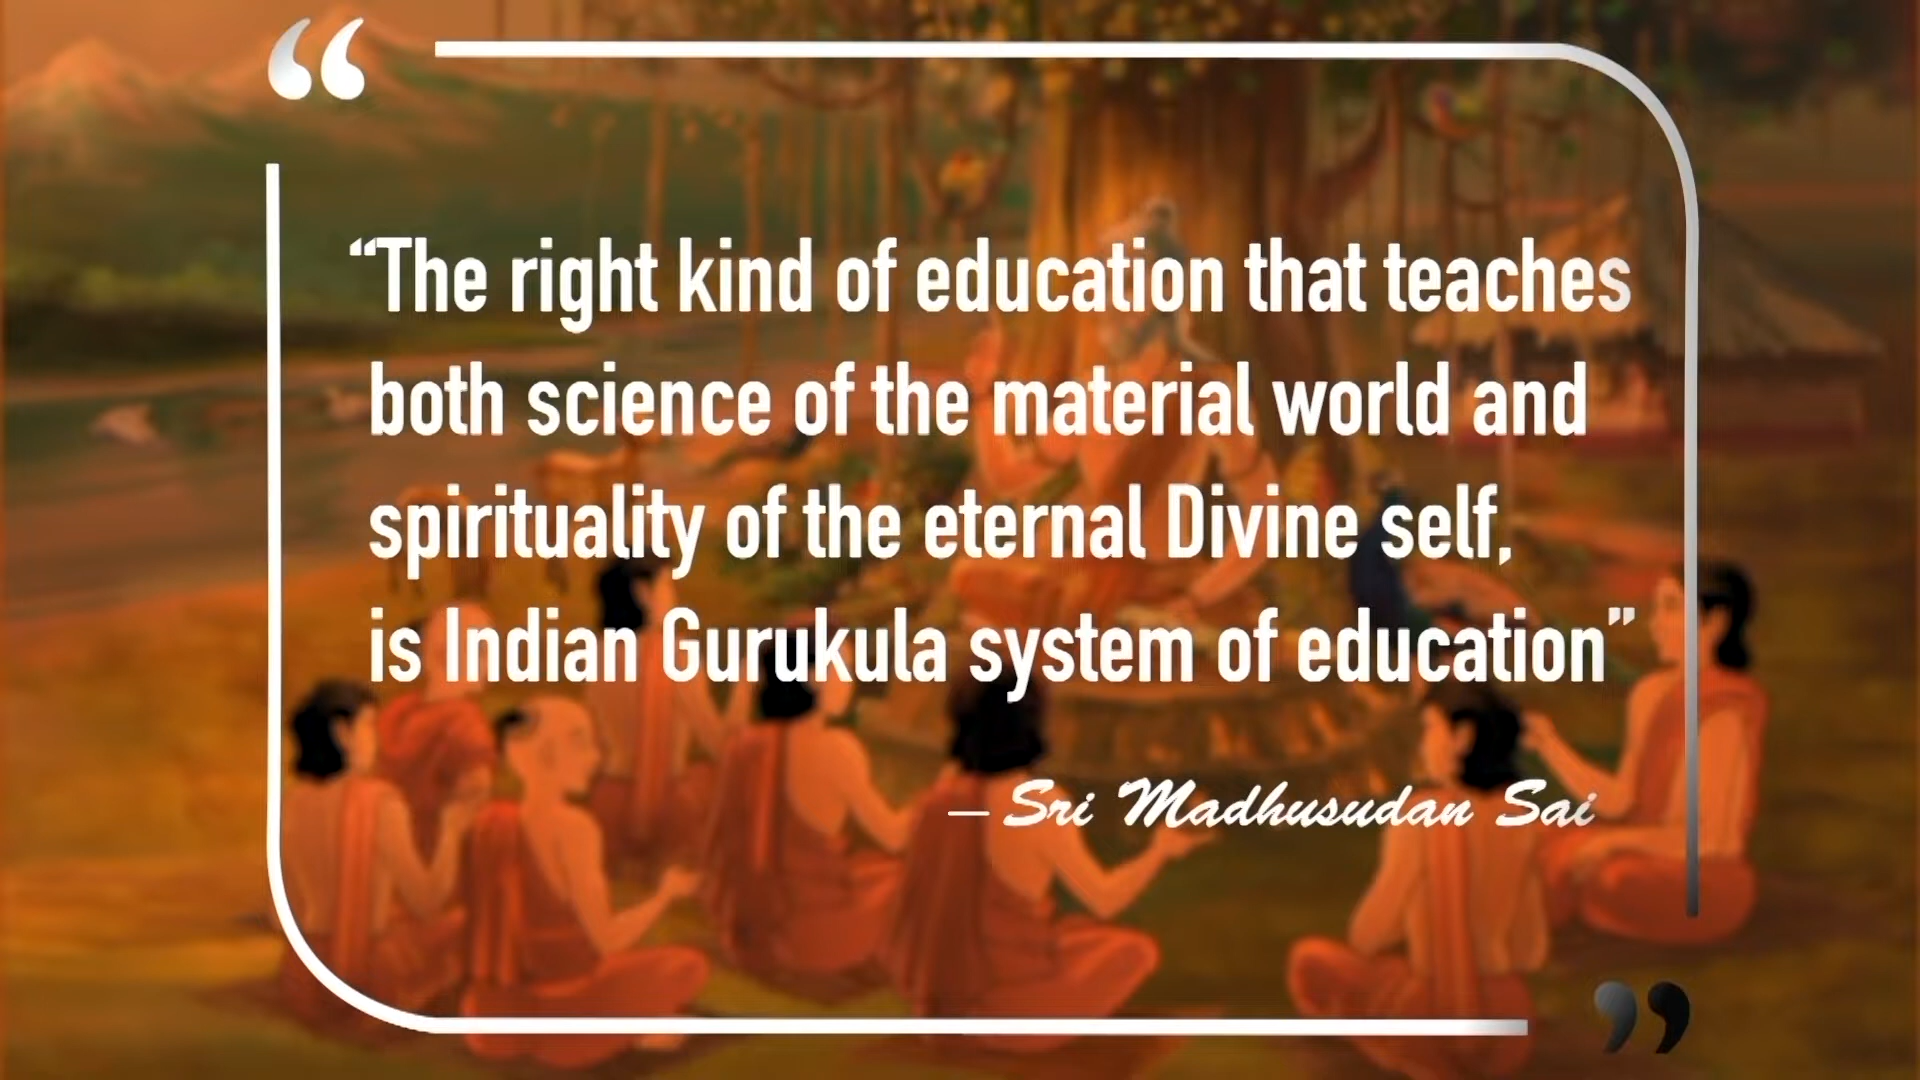 “The right kind of education that teaches
both science of the material world and
spirituality of the eternal Divine self,
is Indian Gurukula system of education”
— Sri Madhusudan Sai